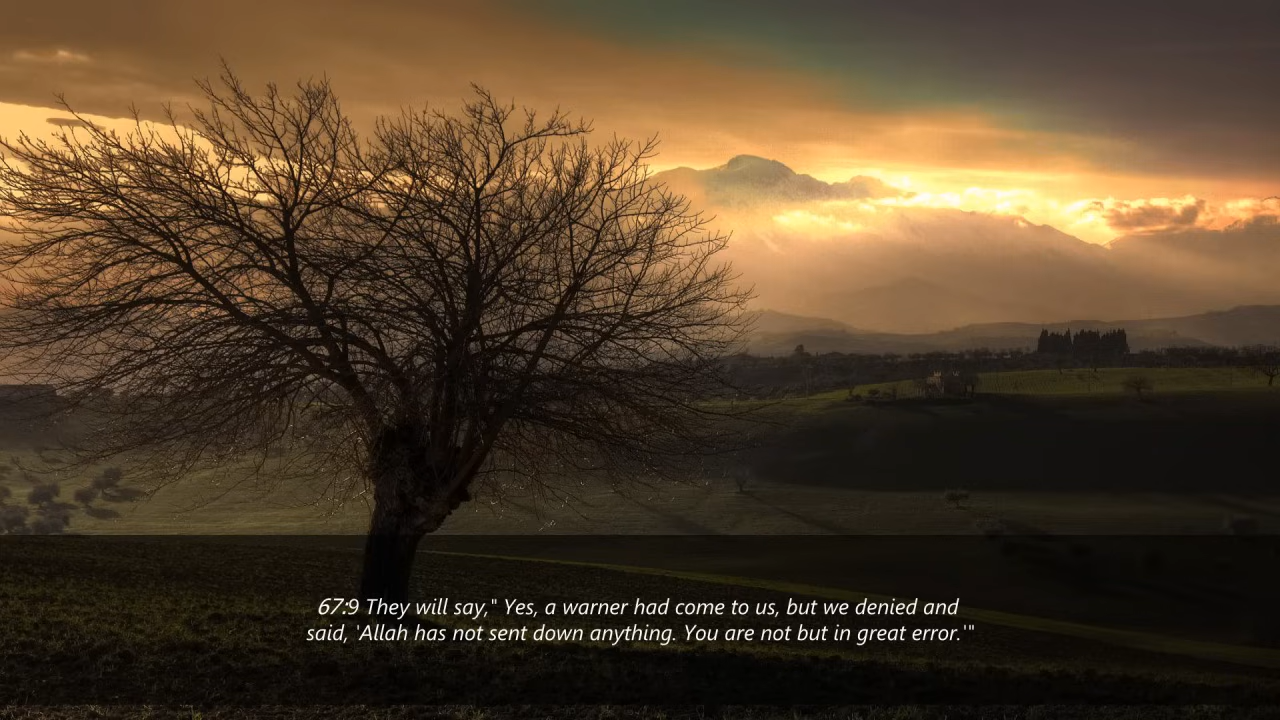 67:9 They will say," Yes, a warner had come to us, but we denied and
said, 'Allah has not sent down anything. You are not but in great error.'"